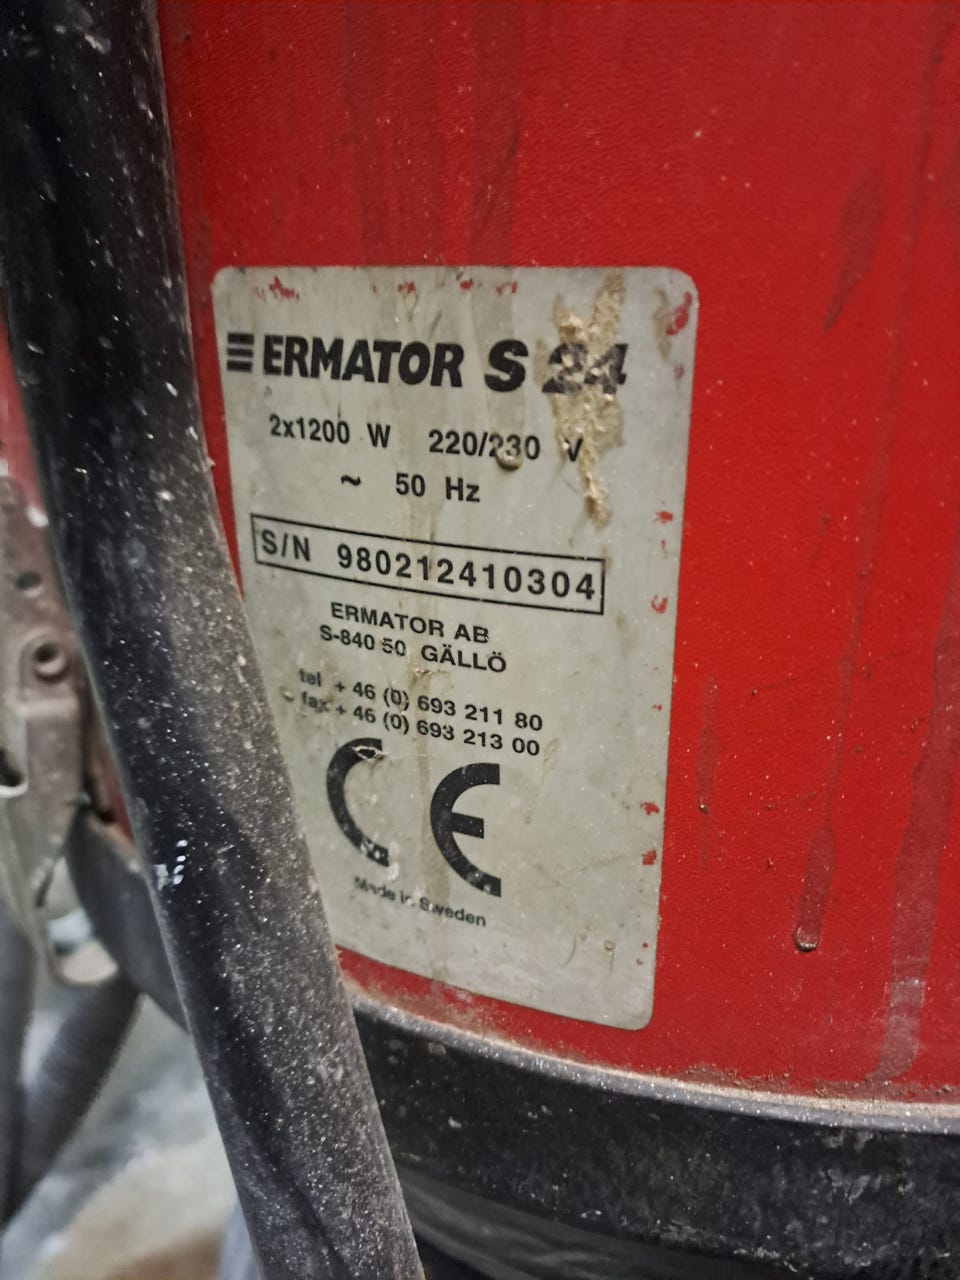 ERMATOR S 24
2x1200 W 220/230 V
~ 50 Hz
S/N 980212410304
ERMATOR AB
S-840 50 GÄLLÖ
tel + 46 (0) 693 211 80
fax + 46 (0) 693 213 00
CE
Made in Sweden